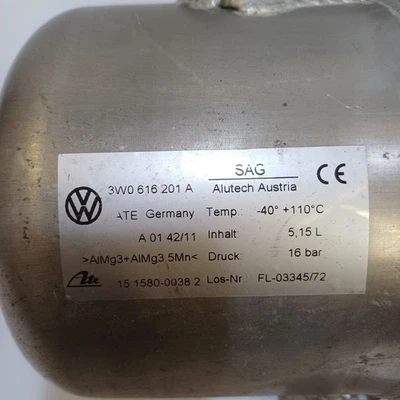 SAG CE
3W0 616 201 A Alutech Austria
VW ATE Germany Temp.: -40° +110°C
A 01 42/11 Inhalt: 5,15 L
>AlMg3+AlMg3.5Mn< Druck: 16 bar
Ate 15.1580-0038.2 Los-Nr.: FL-03345/72